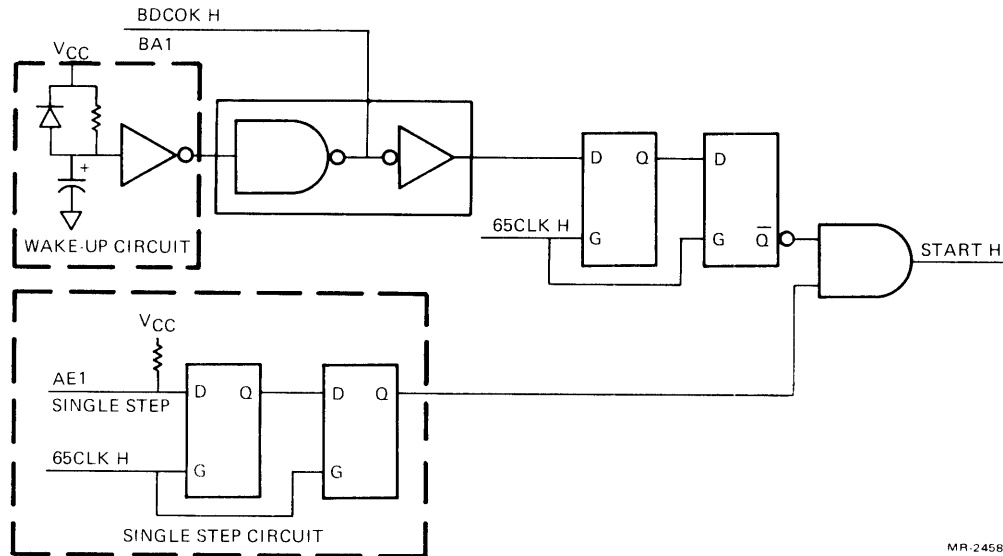 BDCOK H
BA1
VCC
+
WAKE-UP CIRCUIT
D Q D
65CLK H
G G Q̅
START H
VCC
AE1
SINGLE STEP
D Q D Q
65CLK H
G G
SINGLE STEP CIRCUIT
MR-2458